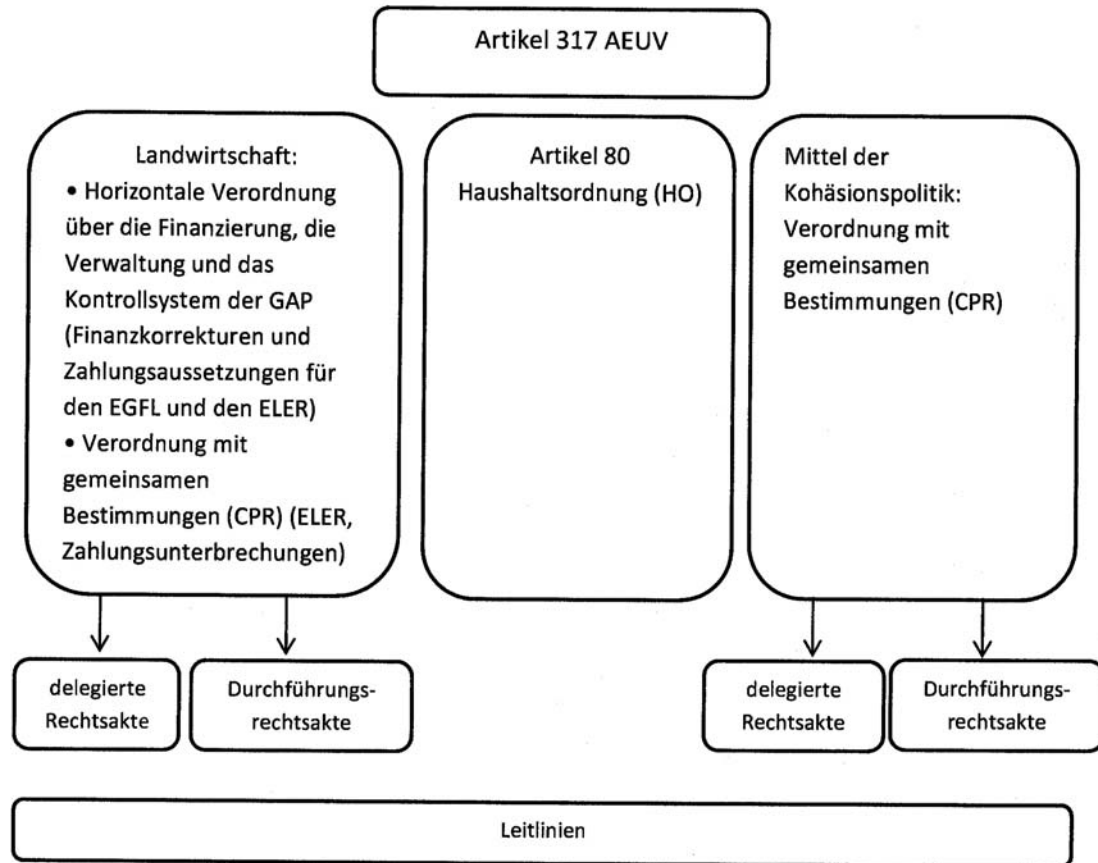 Artikel 317 AEUV
Landwirtschaft:
• Horizontale Verordnung
über die Finanzierung, die
Verwaltung und das
Kontrollsystem der GAP
(Finanzkorrekturen und
Zahlungsaussetzungen für
den EGFL und den ELER)
• Verordnung mit
gemeinsamen
Bestimmungen (CPR) (ELER,
Zahlungsunterbrechungen)
Artikel 80
Haushaltsordnung (HO)
Mittel der
Kohäsionspolitik:
Verordnung mit
gemeinsamen
Bestimmungen (CPR)
delegierte
Rechtsakte
Durchführungs-
rechtsakte
delegierte
Rechtsakte
Durchführungs-
rechtsakte
Leitlinien